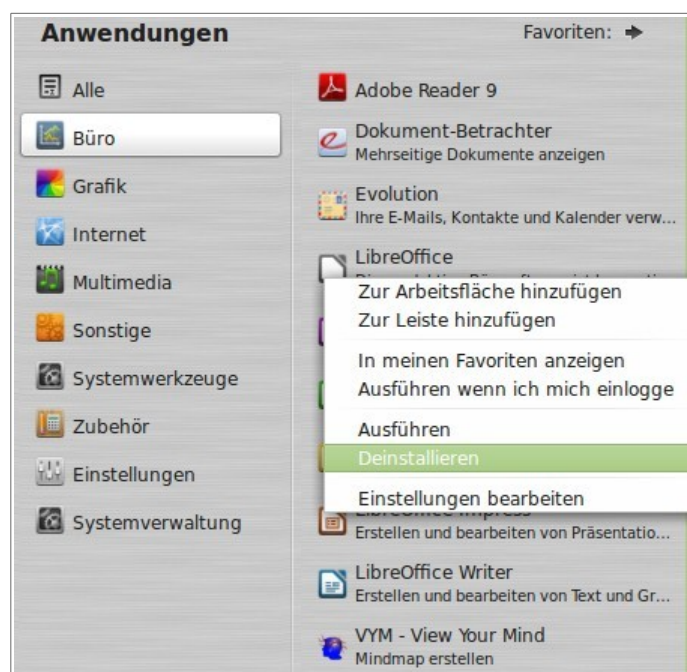 Anwendungen
Favoriten:
Alle
Büro
Grafik
Internet
Multimedia
Sonstige
Systemwerkzeuge
Zubehör
Einstellungen
Systemverwaltung
Adobe Reader 9
Dokument-Betrachter
Mehrseitige Dokumente anzeigen
Evolution
Ihre E-Mails, Kontakte und Kalender verw...
LibreOffice
Zur Arbeitsfläche hinzufügen
Zur Leiste hinzufügen
In meinen Favoriten anzeigen
Ausführen wenn ich mich einlogge
Ausführen
Deinstallieren
Einstellungen bearbeiten
LibreOffice Impress
Erstellen und bearbeiten von Präsentatio...
LibreOffice Writer
Erstellen und bearbeiten von Text und Gr...
VYM - View Your Mind
Mindmap erstellen